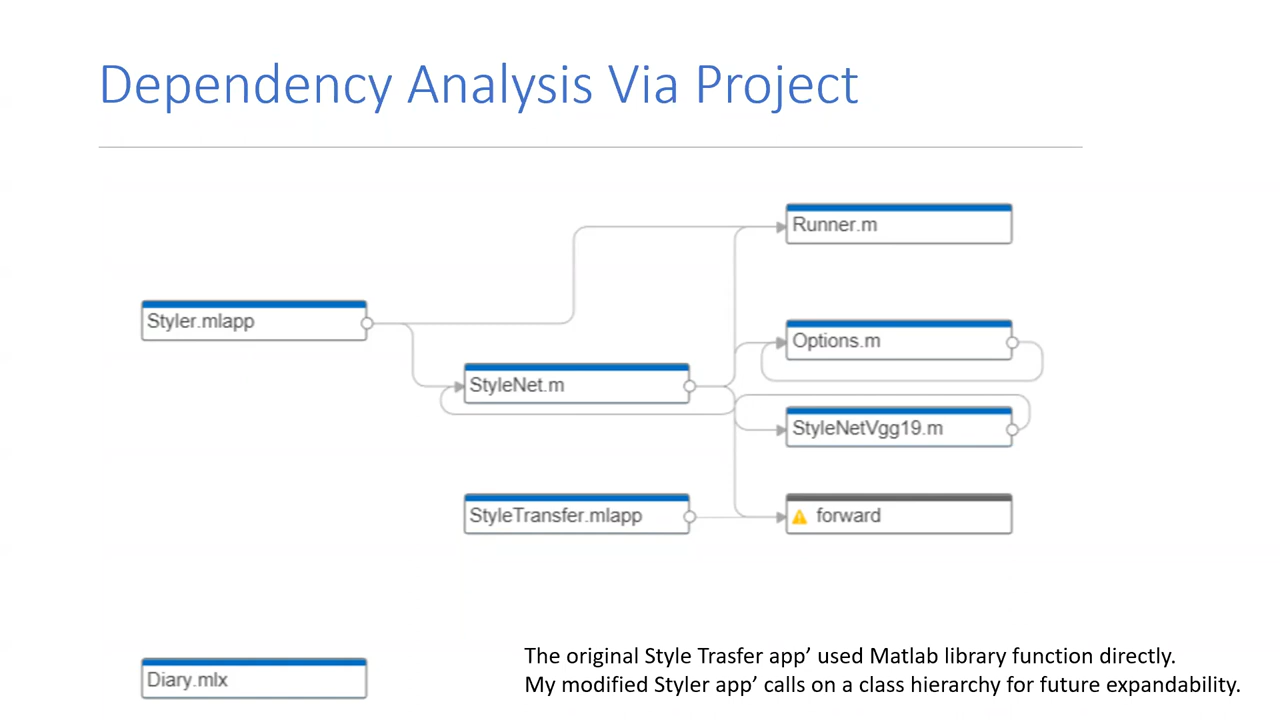 Dependency Analysis Via Project
Runner.m
Styler.mlapp
Options.m
StyleNet.m
StyleNetVgg19.m
StyleTransfer.mlapp
forward
Diary.mlx
The original Style Trasfer app’ used Matlab library function directly.
My modified Styler app’ calls on a class hierarchy for future expandability.